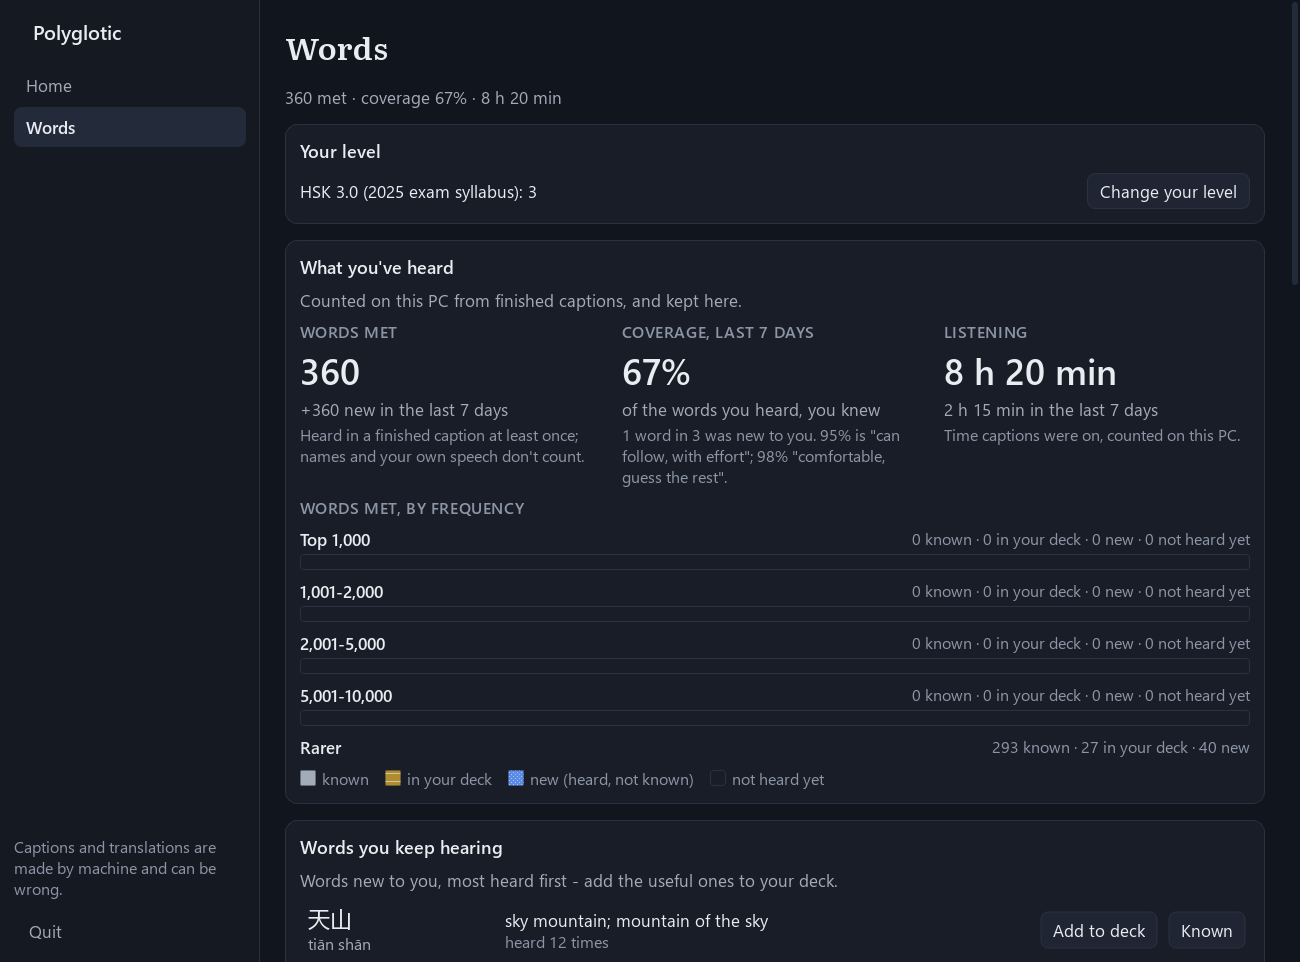 Polyglotic
Home
Words
Captions and translations are
made by machine and can be
wrong.
Quit
Words
360 met · coverage 67% · 8 h 20 min
Your level
HSK 3.0 (2025 exam syllabus): 3
Change your level
What you've heard
Counted on this PC from finished captions, and kept here.
WORDS MET
360
+360 new in the last 7 days
Heard in a finished caption at least once;
names and your own speech don't count.
COVERAGE, LAST 7 DAYS
67%
of the words you heard, you knew
1 word in 3 was new to you. 95% is "can
follow, with effort"; 98% "comfortable,
guess the rest".
LISTENING
8 h 20 min
2 h 15 min in the last 7 days
Time captions were on, counted on this PC.
WORDS MET, BY FREQUENCY
Top 1,000 0 known · 0 in your deck · 0 new · 0 not heard yet
1,001-2,000 0 known · 0 in your deck · 0 new · 0 not heard yet
2,001-5,000 0 known · 0 in your deck · 0 new · 0 not heard yet
5,001-10,000 0 known · 0 in your deck · 0 new · 0 not heard yet
Rarer 293 known · 27 in your deck · 40 new
known in your deck new (heard, not known) not heard yet
Words you keep hearing
Words new to you, most heard first - add the useful ones to your deck.
天山
tiān shān
sky mountain; mountain of the sky
heard 12 times
Add to deck Known